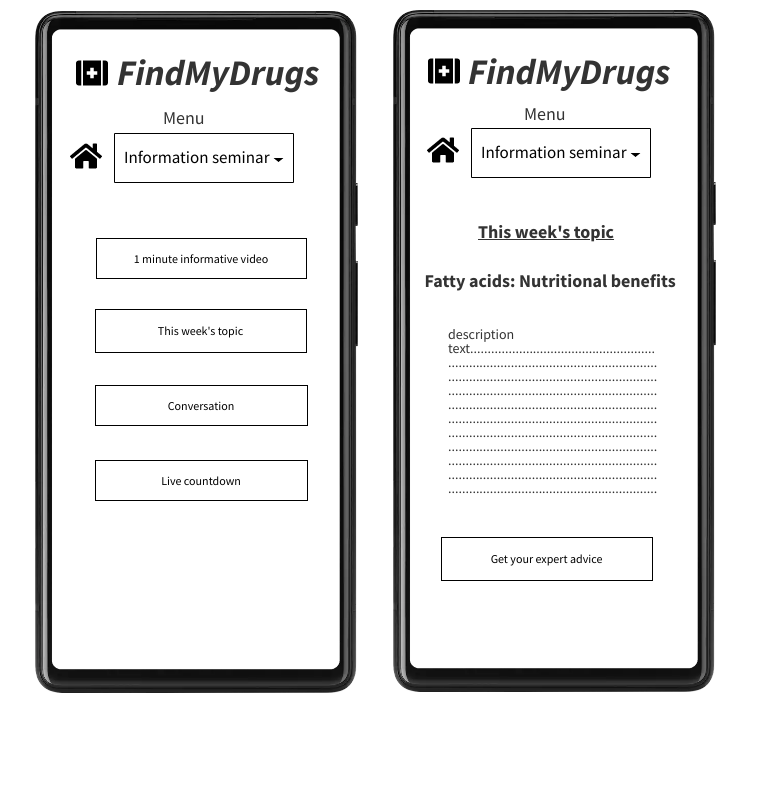 FindMyDrugs
Menu
Information seminar
1 minute informative video
This week's topic
Conversation
Live countdown
FindMyDrugs
Menu
Information seminar
This week's topic
Fatty acids: Nutritional benefits
description
text.....................................................
............................................................
............................................................
............................................................
............................................................
............................................................
............................................................
............................................................
............................................................
............................................................
............................................................
Get your expert advice